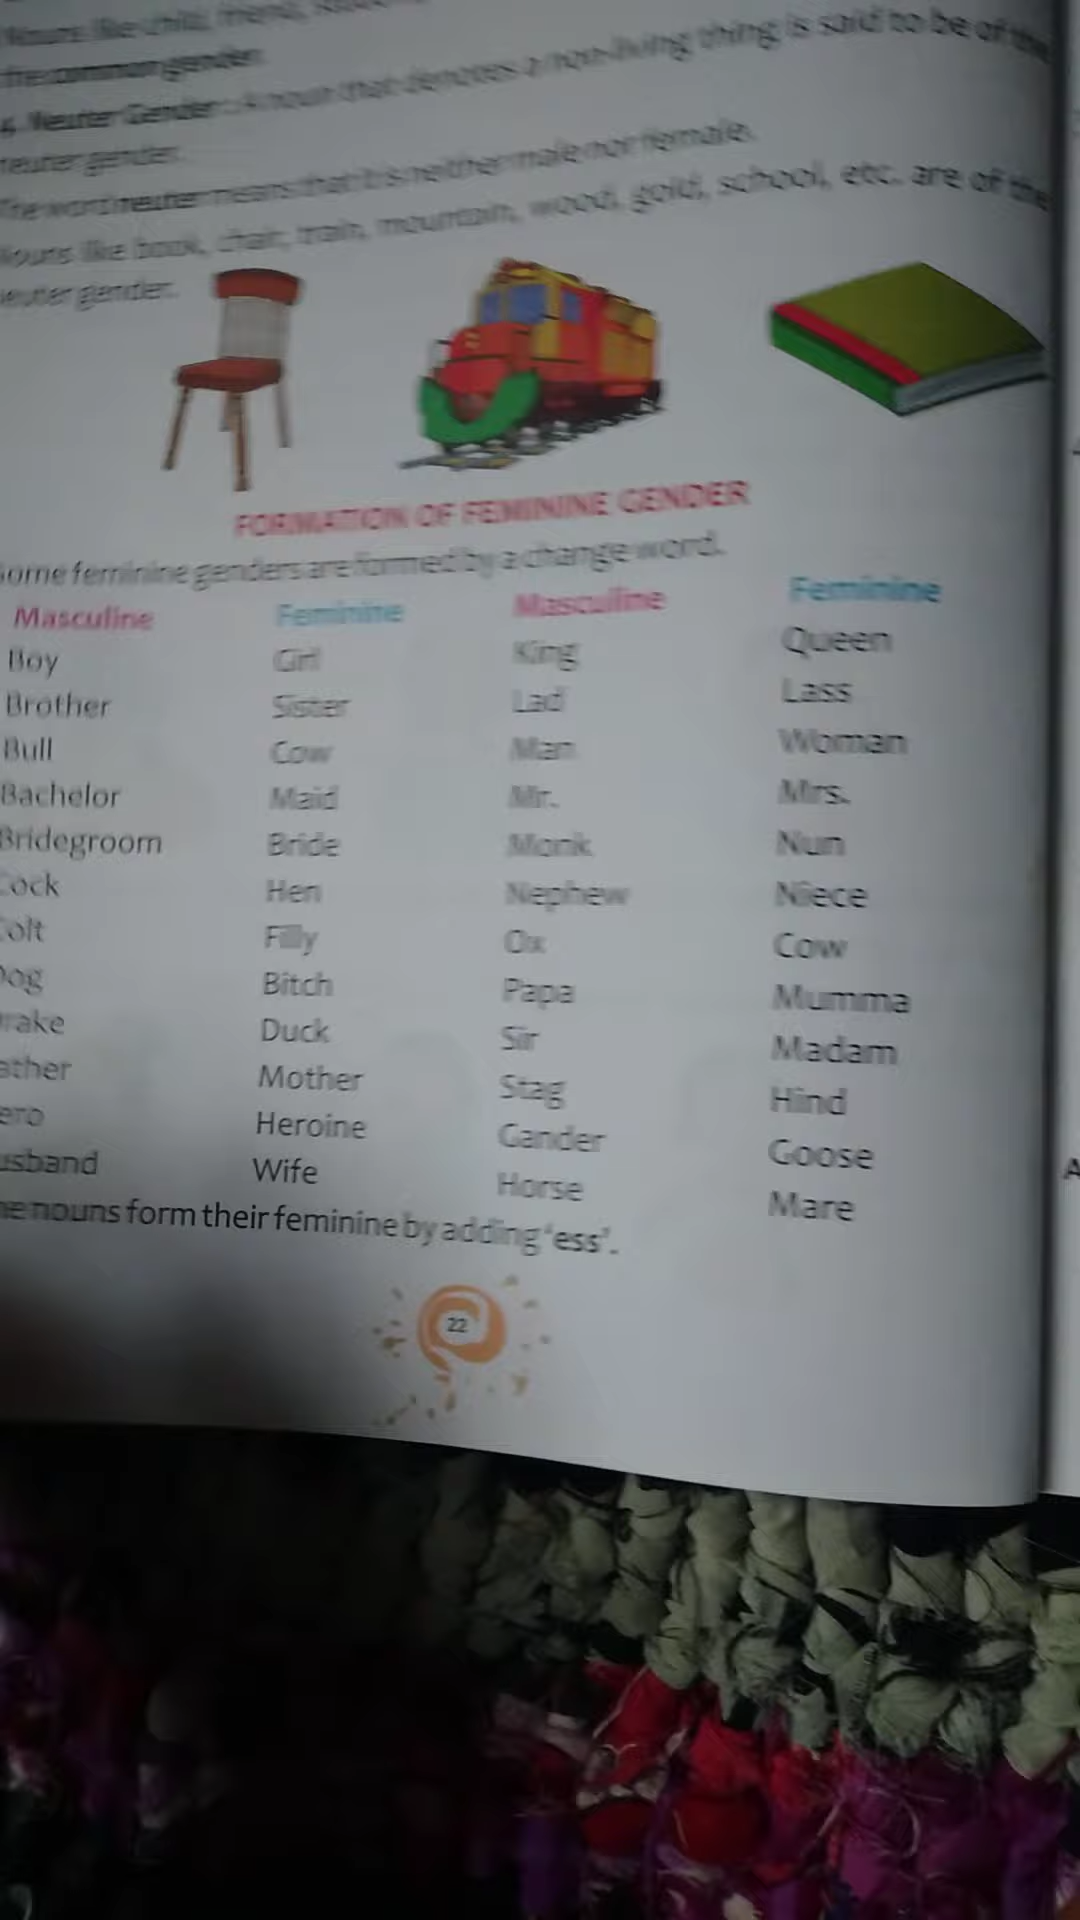 Nouns like child, friend,
the common gender.
4. Neuter Gender : A noun that denotes a non-living thing is said to be of the
neuter gender.
The word neuter means that it is neither male nor female.
Nouns like book, chair, train, mountain, wood, gold, school, etc. are of the
neuter gender.
FORMATION OF FEMININE GENDER
Some feminine genders are formed by a change word.
Masculine Feminine Masculine Feminine
Boy Girl King Queen
Brother Sister Lad Lass
Bull Cow Man Woman
Bachelor Maid Mr. Mrs.
Bridegroom Bride Monk Nun
Cock Hen Nephew Niece
Colt Filly Ox Cow
Dog Bitch Papa Mumma
rake Duck Sir Madam
ather Mother Stag Hind
ero Heroine Gander Goose
usband Wife Horse Mare
me nouns form their feminine by adding 'ess'.
22
A